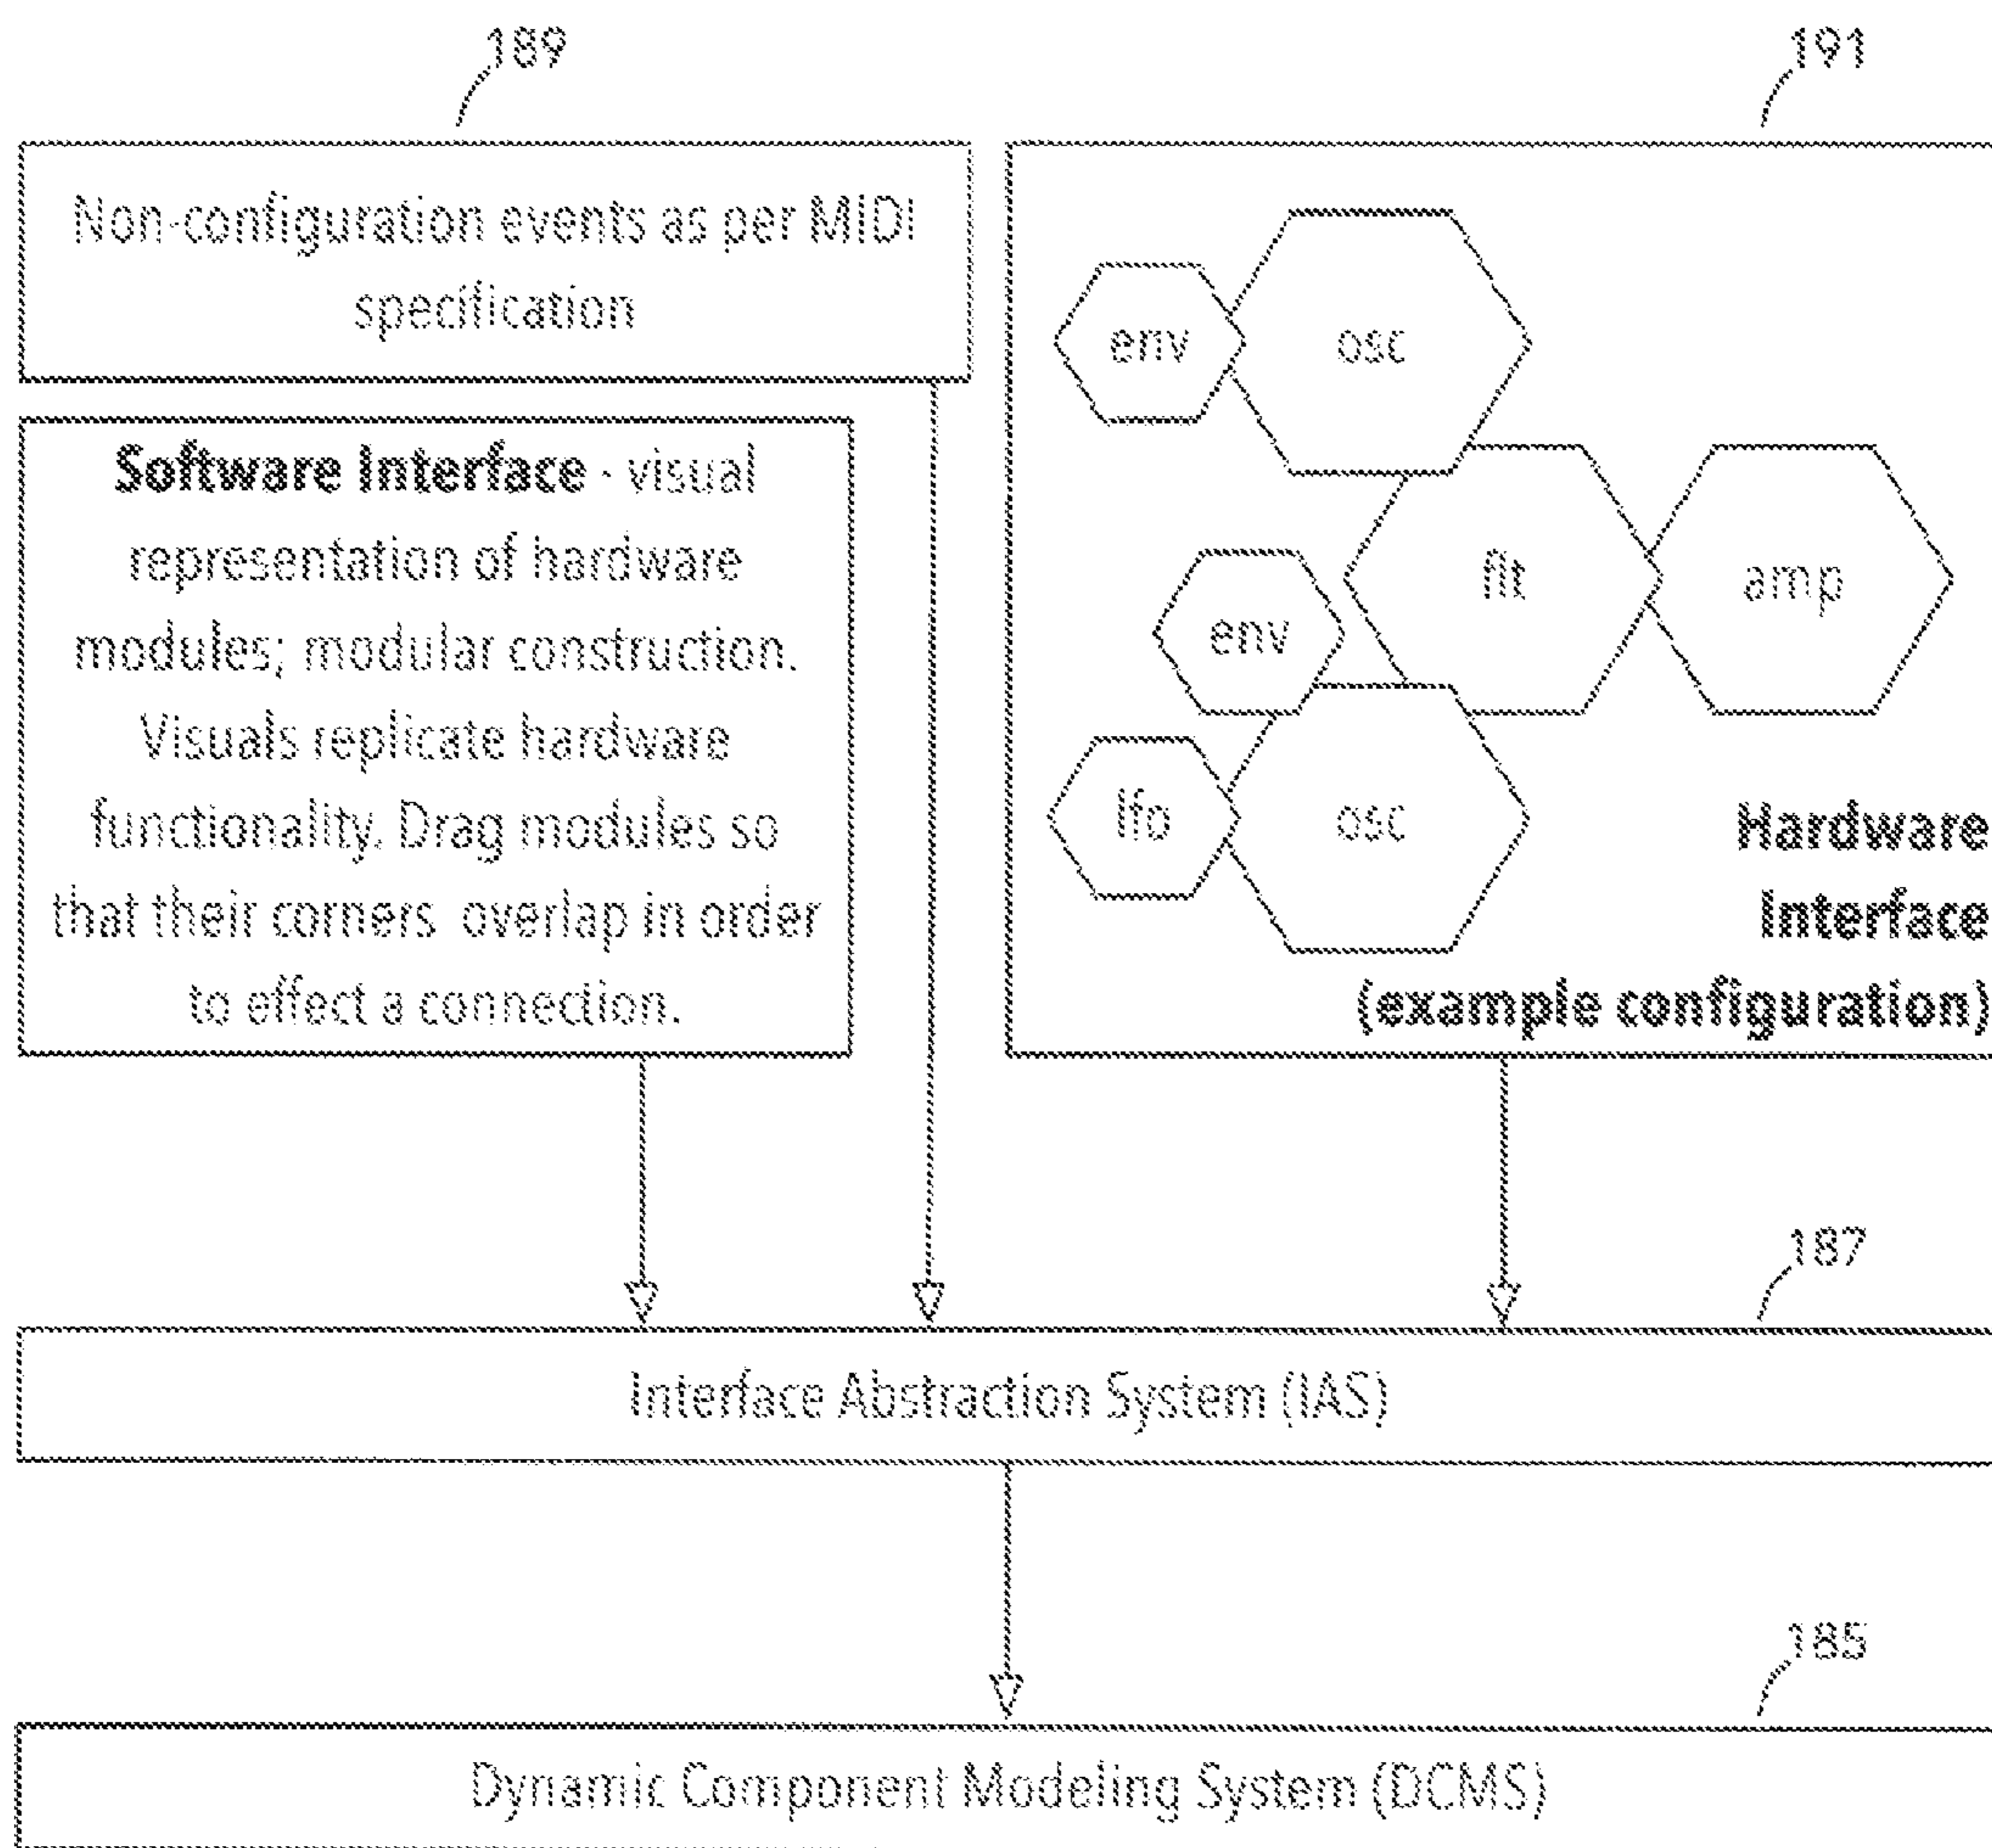 189
191
Non-configuration events as per MIDI
specification
Software Interface - visual
representation of hardware
modules; modular construction.
Visuals replicate hardware
functionality. Drag modules so
that their corners overlap in order
to effect a connection.
env
osc
flt
amp
env
lfo
osc
Hardware
Interface
(example configuration)
187
Interface Abstraction System (IAS)
185
Dynamic Component Modeling System (DCMS)